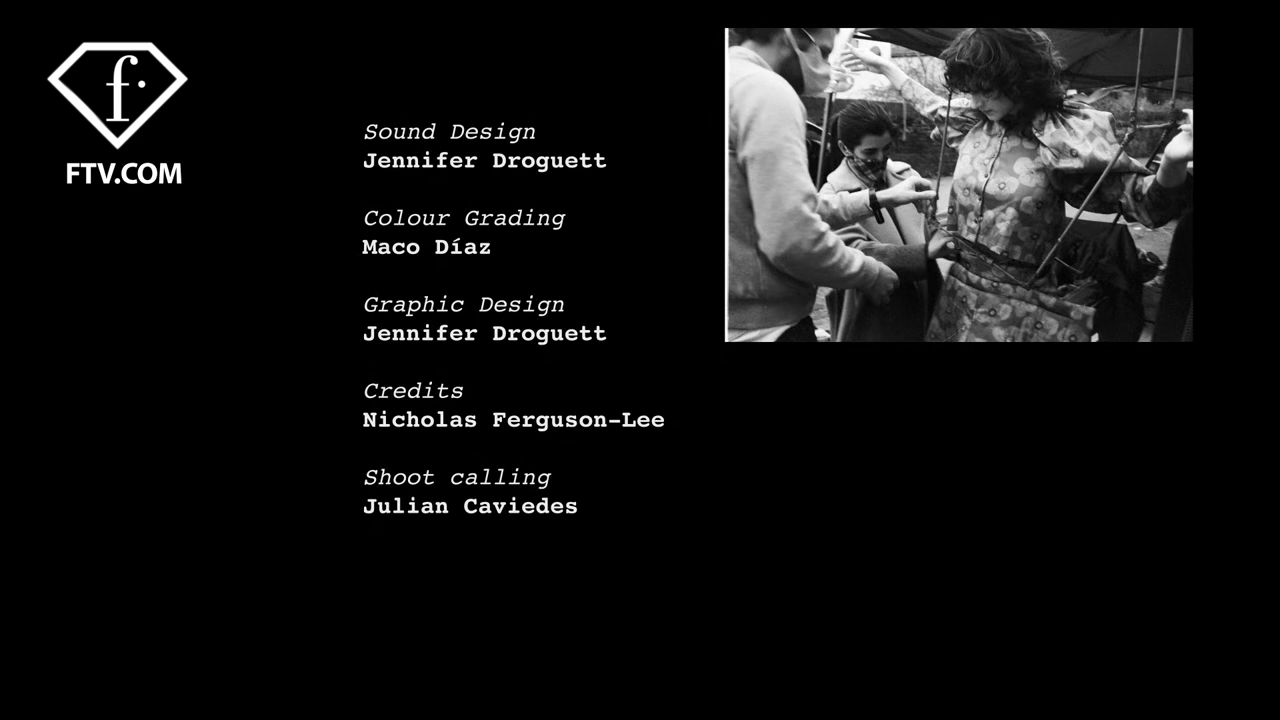 f.
FTV.COM
Sound Design
Jennifer Droguett
Colour Grading
Maco Díaz
Graphic Design
Jennifer Droguett
Credits
Nicholas Ferguson-Lee
Shoot calling
Julian Caviedes